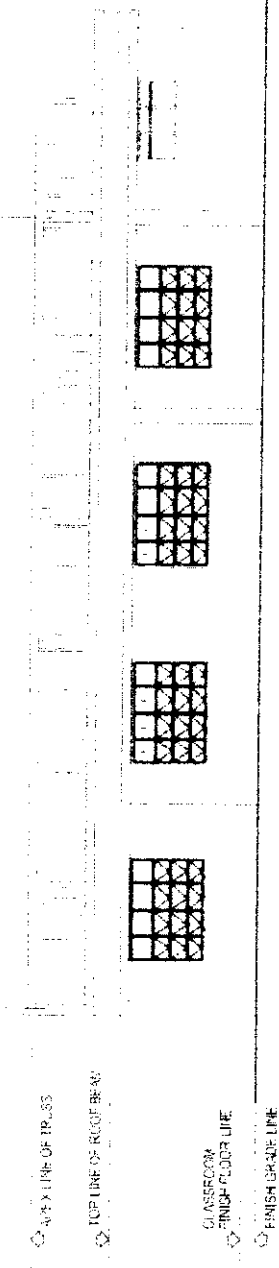 APEX LINE OF TRUSS
TOP LINE OF ROOF BEAM
CLASSROOM
FINISH FLOOR LINE
FINISH GRADE LINE